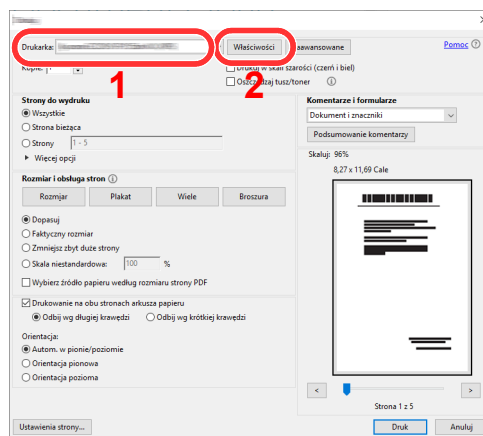 Drukarka:
Właściwości
aawansowane
Pomoc
Kopie: 1
Drukuj w skali szarości (czerń i biel)
Oszczędzaj tusz/toner
1
2
Strony do wydruku
Wszystkie
Strona bieżąca
Strony 1 - 5
Więcej opcji
Komentarze i formularze
Dokument i znaczniki
Podsumowanie komentarzy
Skaluj: 96%
8,27 x 11,69 Cale
Rozmiar i obsługa stron
Rozmjar Plakat Wiele Broszura
Dopasuj
Faktyczny rozmiar
Zmniejsz zbyt duże strony
Skala niestandardowa: 100 %
Wybierz źródło papieru według rozmiaru strony PDF
Drukowanie na obu stronach arkusza papieru
Odbij wg długiej krawędzi Odbij wg krótkiej krawędzi
Orientacja:
Autom. w pionie/poziomie
Orientacja pionowa
Orientacja pozioma
< >
Strona 1 z 5
Ustawienia strony...
Druk Anuluj